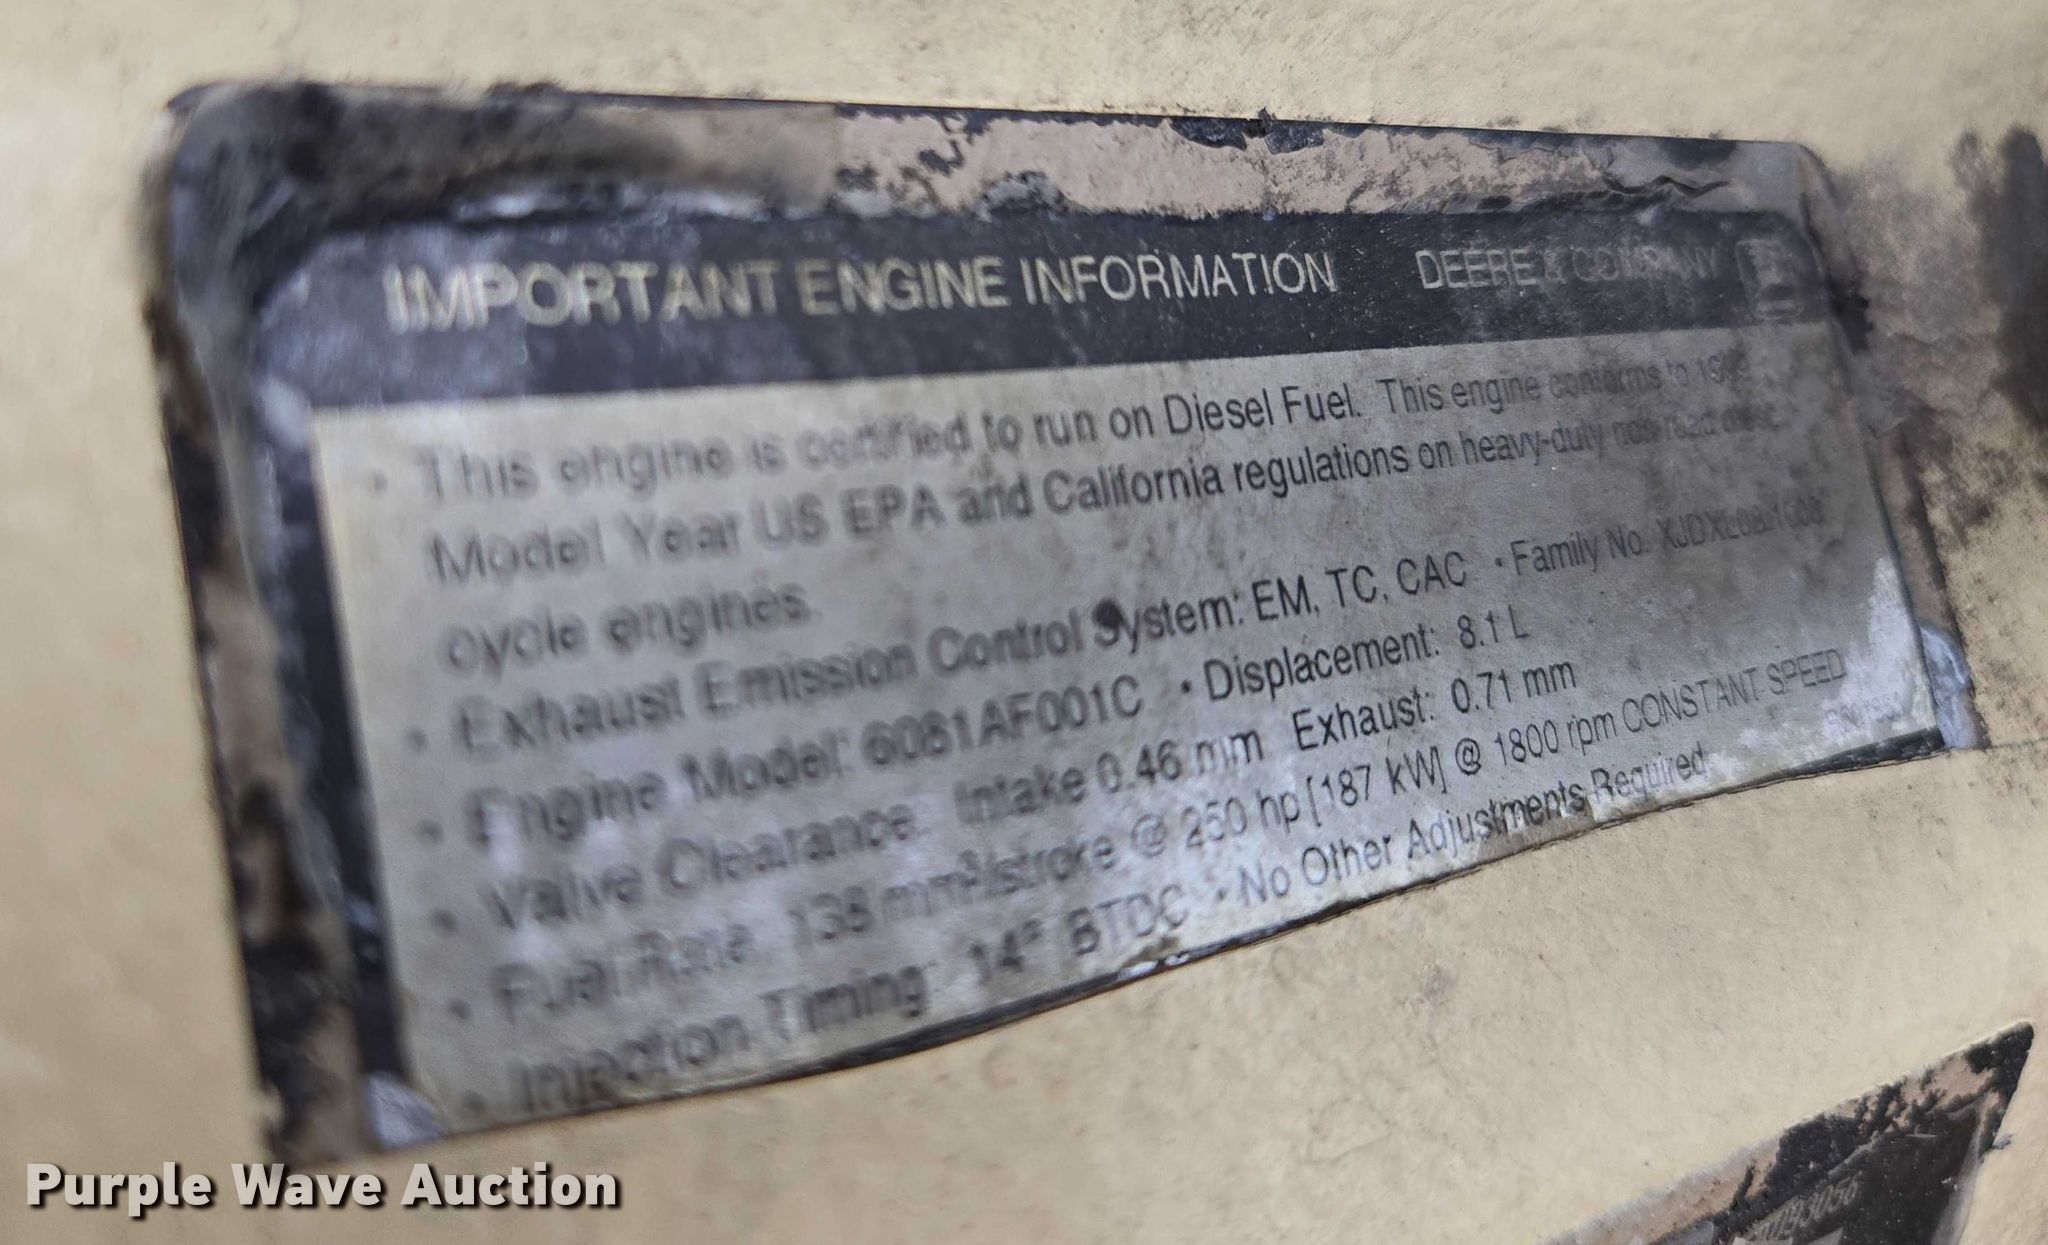 IMPORTANT ENGINE INFORMATION DEERE & COMPANY
• This engine is certified to run on Diesel Fuel. This engine conforms to
Model Year US EPA and California regulations on heavy-duty non-road diesel
cycle engines.
• Exhaust Emission Control System: EM, TC, CAC • Family No.
• Engine Model: 6081AF001C • Displacement: 8.1 L
• Valve Clearance: Intake 0.46 mm Exhaust: 0.71 mm
• Fuel Rate: 138 mm³/stroke @ 250 hp [187 kW] @ 1800 rpm CONSTANT SPEED
• Injection Timing: 14° BTDC • No Other Adjustments Required
Purple Wave Auction